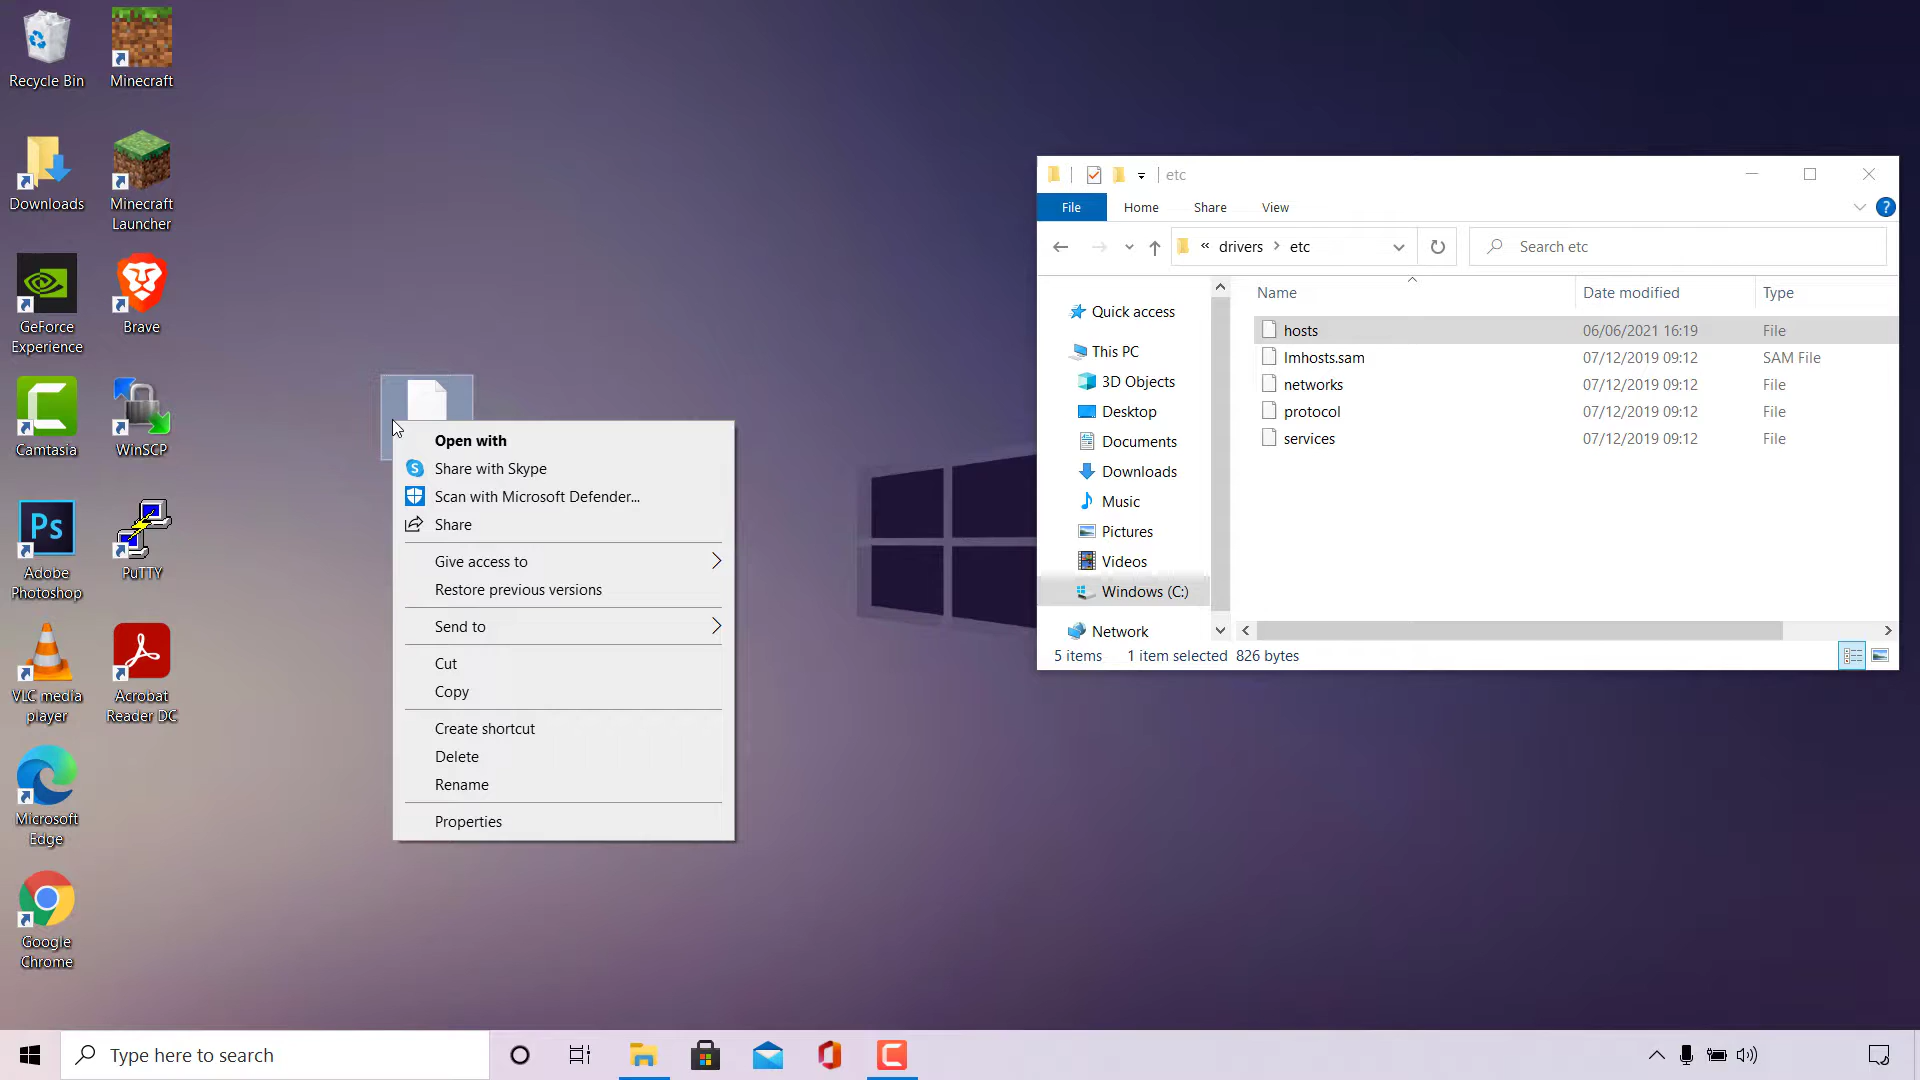 Recycle Bin
Minecraft
Downloads
Minecraft
Launcher
GeForce
Experience
Brave
Camtasia
WinSCP
Ps
Adobe
Photoshop
PuTTY
VLC media
player
Acrobat
Reader DC
Microsoft
Edge
Google
Chrome
Open with
Share with Skype
Scan with Microsoft Defender...
Share
Give access to
Restore previous versions
Send to
Cut
Copy
Create shortcut
Delete
Rename
Properties
etc
File Home Share View
« drivers > etc
Search etc
Name Date modified Type
hosts 06/06/2021 16:19 File
lmhosts.sam 07/12/2019 09:12 SAM File
networks 07/12/2019 09:12 File
protocol 07/12/2019 09:12 File
services 07/12/2019 09:12 File
Quick access
This PC
3D Objects
Desktop
Documents
Downloads
Music
Pictures
Videos
Windows (C:)
Network
5 items 1 item selected 826 bytes
Type here to search